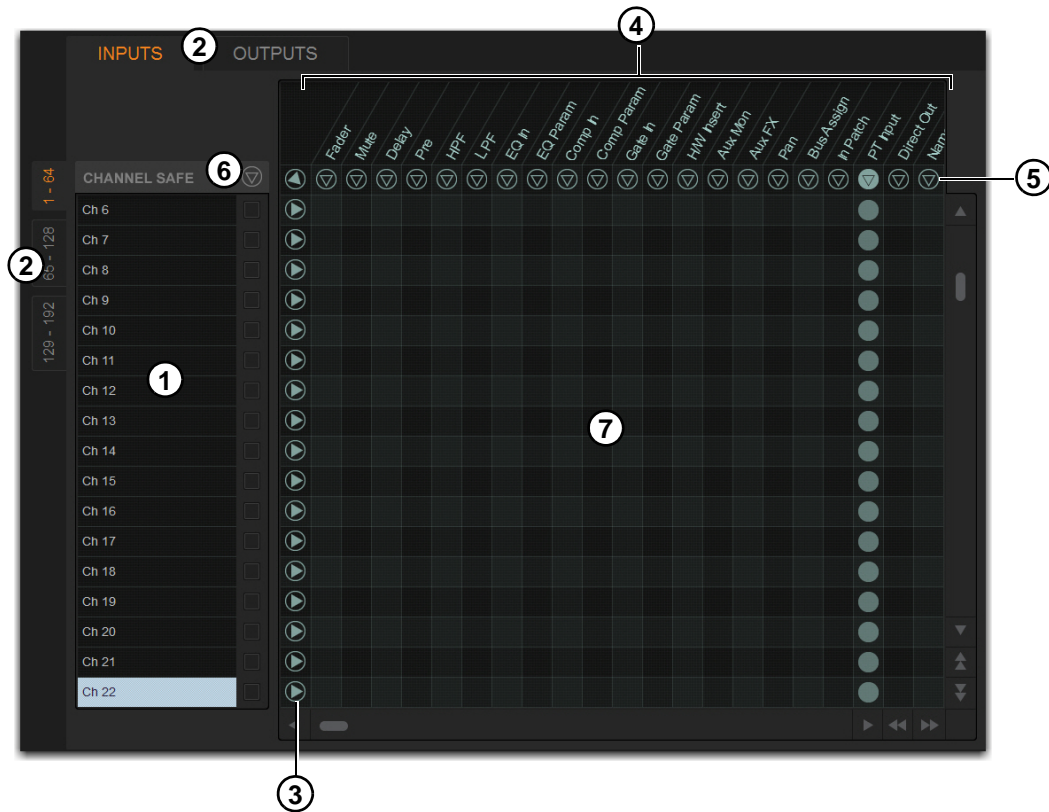 4
INPUTS
2
OUTPUTS
Fader
Mute
Delay
Pre
HPF
LPF
EQ In
EQ Param
Comp In
Comp Param
Gate In
Gate Param
H/W Insert
Aux Mon
Aux FX
Pan
Bus Assign
In Patch
PT Input
Direct Out
Nam
CHANNEL SAFE
6
5
1 - 64
65 - 128
2
129 - 192
Ch 6
Ch 7
Ch 8
Ch 9
Ch 10
Ch 11
Ch 12
1
Ch 13
7
Ch 14
Ch 15
Ch 16
Ch 17
Ch 18
Ch 19
Ch 20
Ch 21
Ch 22
3